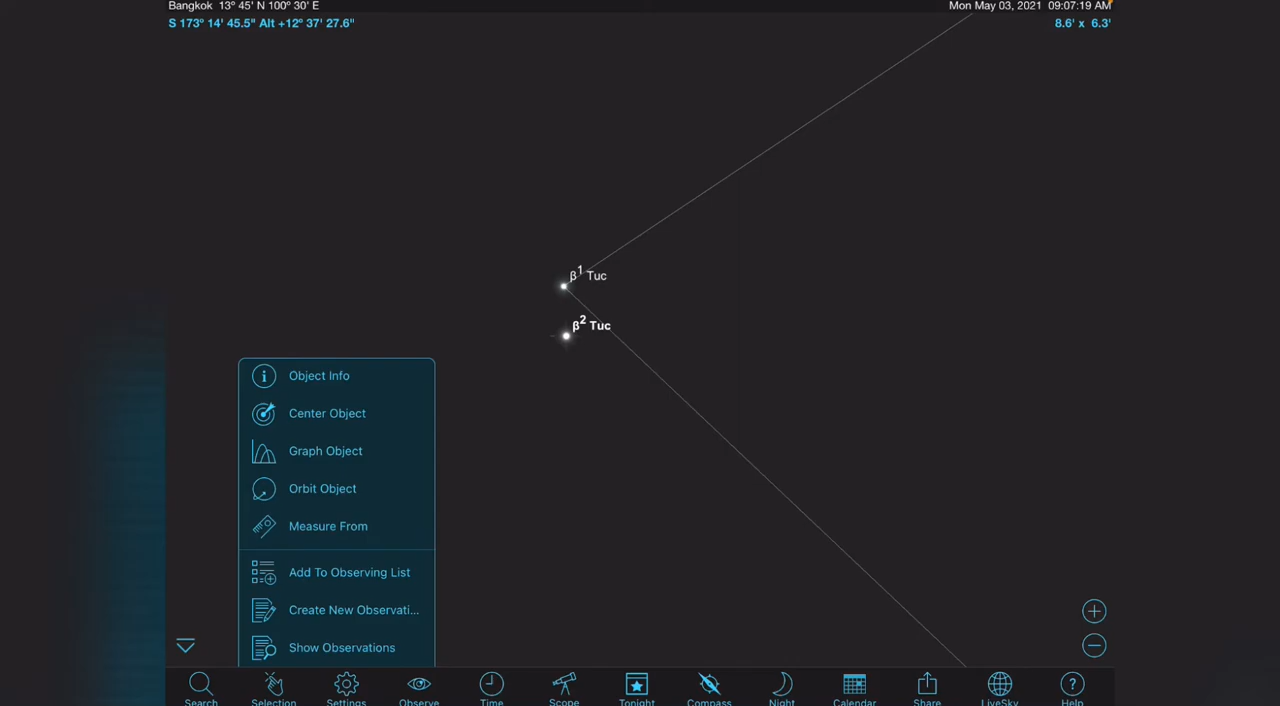 Bangkok 13° 45' N 100° 30' E
Mon May 03, 2021 09:07:19 AM
S 173° 14' 45.5" Alt +12° 37' 27.6"
8.6' x 6.3'
β¹ Tuc
β² Tuc
Object Info
Center Object
Graph Object
Orbit Object
Measure From
Add To Observing List
Create New Observati...
Show Observations
Search Selection Settings Observe Time Scope Tonight Compass Night Calendar Share LiveSky Help